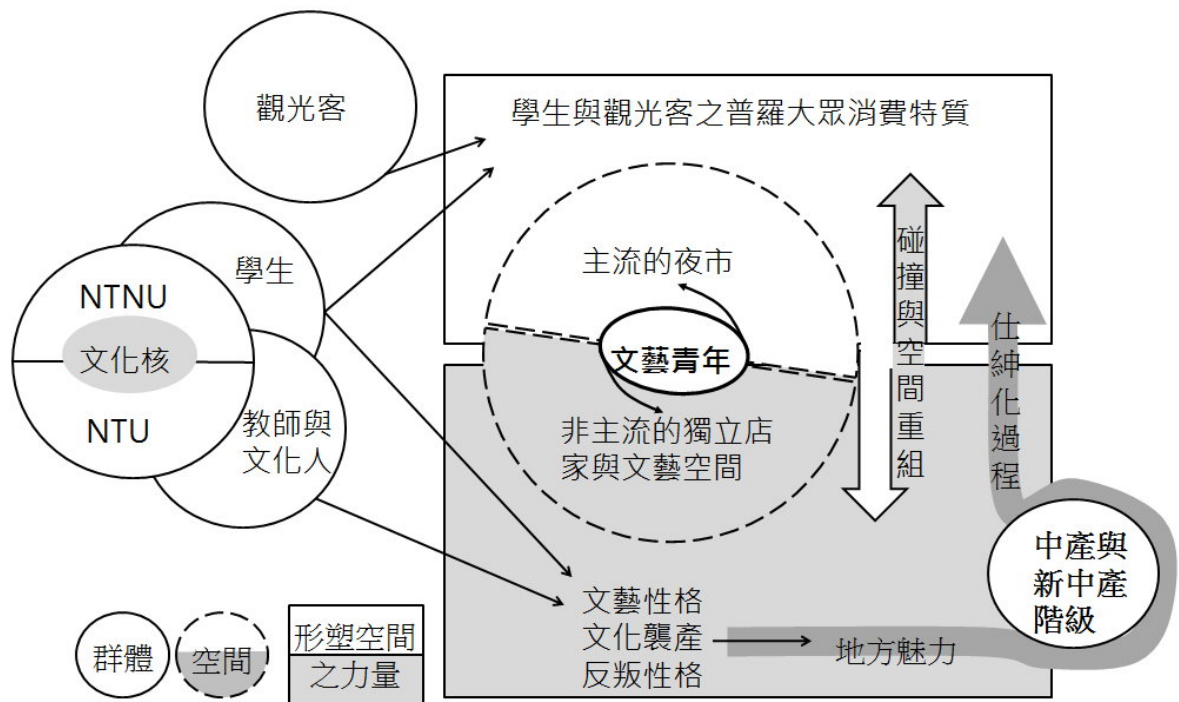 觀光客
學生與觀光客之普羅大眾消費特質
學生
NTNU
文化核
NTU
教師與
文化人
主流的夜市
文藝青年
非主流的獨立店
家與文藝空間
碰撞與空間重組
仕紳化過程
中產與
新中產
階級
文藝性格
文化襲產
反叛性格
地方魅力
群體
空間
形塑空間
之力量